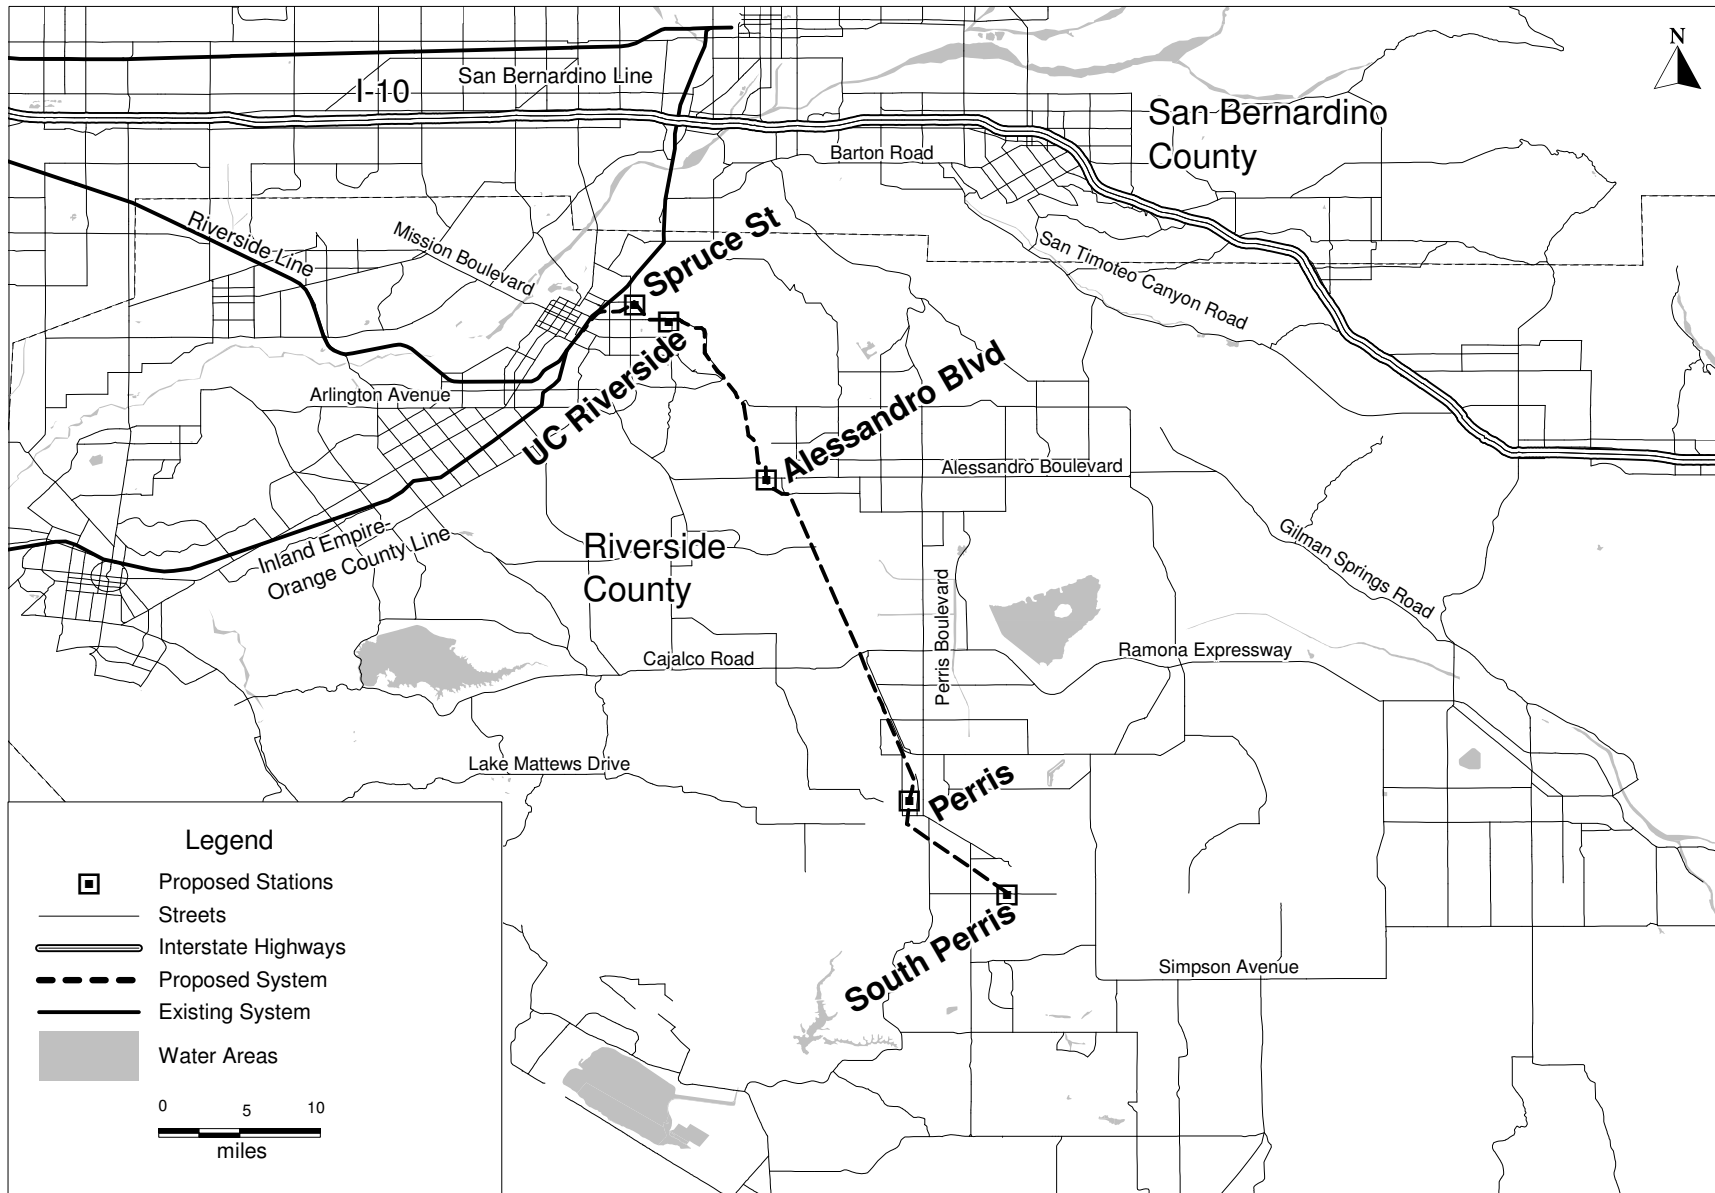 N
San Bernardino Line
I-10
San Bernardino
County
Barton Road
Riverside Line
Mission Boulevard
Spruce St
San Timoteo Canyon Road
UC Riverside
Arlington Avenue
Alessandro Blvd
Alessandro Boulevard
Inland Empire-
Orange County Line
Riverside
County
Gilman Springs Road
Perris Boulevard
Cajalco Road
Ramona Expressway
Lake Mattews Drive
Perris
South Perris
Simpson Avenue
Legend
Proposed Stations
Streets
Interstate Highways
Proposed System
Existing System
Water Areas
0 5 10
miles